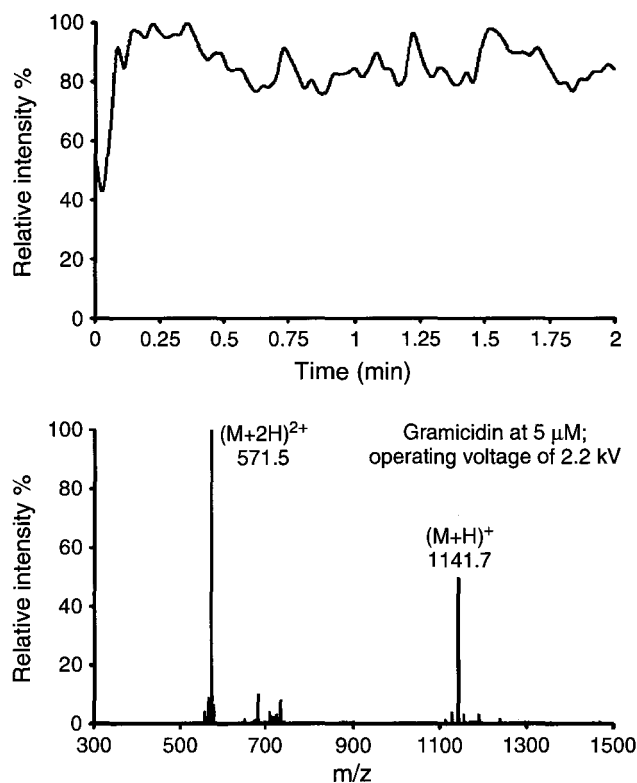 Relative intensity %
100
80
60
40
20
0
0 0.25 0.5 0.75 1 1.25 1.5 1.75 2
Time (min)
Relative intensity %
100
80
60
40
20
0
(M+2H)2+
571.5
Gramicidin at 5 μM;
operating voltage of 2.2 kV
(M+H)+
1141.7
300 500 700 900 1100 1300 1500
m/z